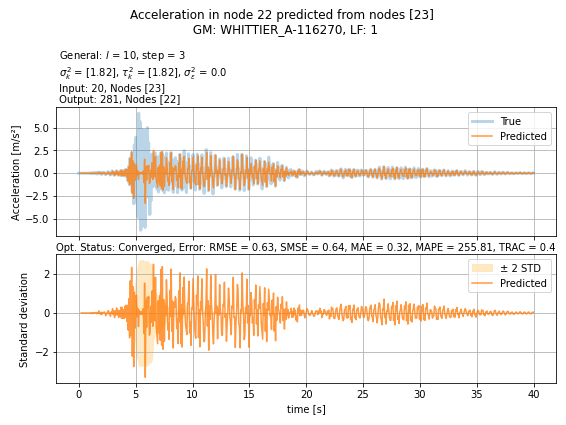 Acceleration in node 22 predicted from nodes [23]
GM: WHITTIER_A-116270, LF: 1
General: l = 10, step = 3
σ²ₖ = [1.82], τ²ₖ = [1.82], σ²ε = 0.0
Input: 20, Nodes [23]
Output: 281, Nodes [22]
True
Predicted
Acceleration [m/s²]
5.0
2.5
0.0
−2.5
−5.0
Opt. Status: Converged, Error: RMSE = 0.63, SMSE = 0.64, MAE = 0.32, MAPE = 255.81, TRAC = 0.4
± 2 STD
Predicted
Standard deviation
2
0
−2
0 5 10 15 20 25 30 35 40
time [s]